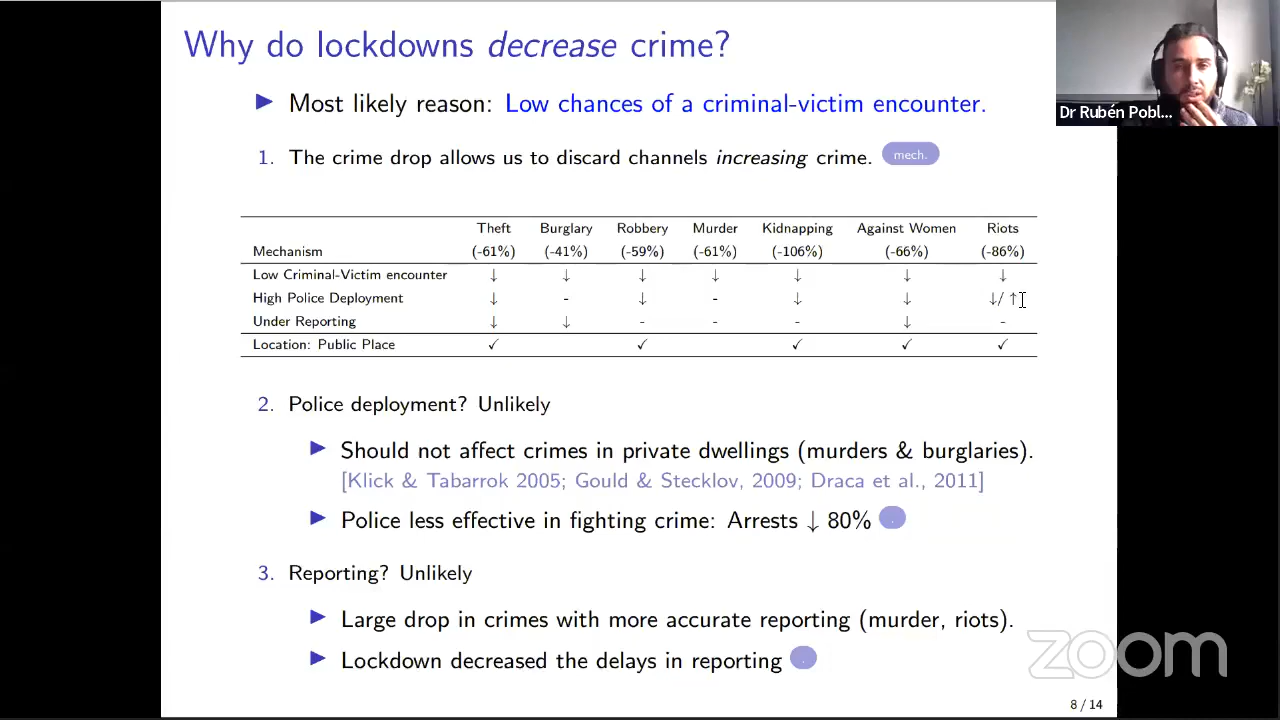 Why do lockdowns decrease crime?
▶ Most likely reason: Low chances of a criminal-victim encounter.
Dr Rubén Pobl...
1. The crime drop allows us to discard channels increasing crime. mech.
Theft Burglary Robbery Murder Kidnapping Against Women Riots
Mechanism (-61%) (-41%) (-59%) (-61%) (-106%) (-66%) (-86%)
Low Criminal-Victim encounter ↓ ↓ ↓ ↓ ↓ ↓ ↓
High Police Deployment ↓ - ↓ - ↓ ↓ ↓/ ↑
Under Reporting ↓ ↓ - - - ↓ -
Location: Public Place ✓ ✓ ✓ ✓ ✓
2. Police deployment? Unlikely
▶ Should not affect crimes in private dwellings (murders & burglaries).
[Klick & Tabarrok 2005; Gould & Stecklov, 2009; Draca et al., 2011]
▶ Police less effective in fighting crime: Arrests ↓ 80% .
3. Reporting? Unlikely
▶ Large drop in crimes with more accurate reporting (murder, riots).
▶ Lockdown decreased the delays in reporting .
zoom
8 / 14